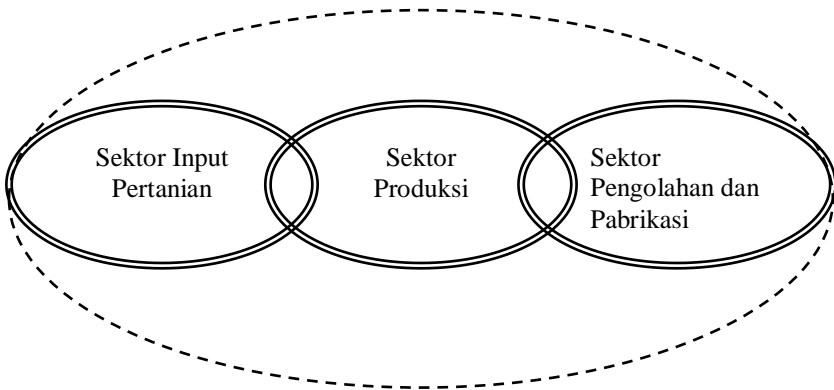 Sektor Input
Pertanian
Sektor
Produksi
Sektor
Pengolahan dan
Pabrikasi